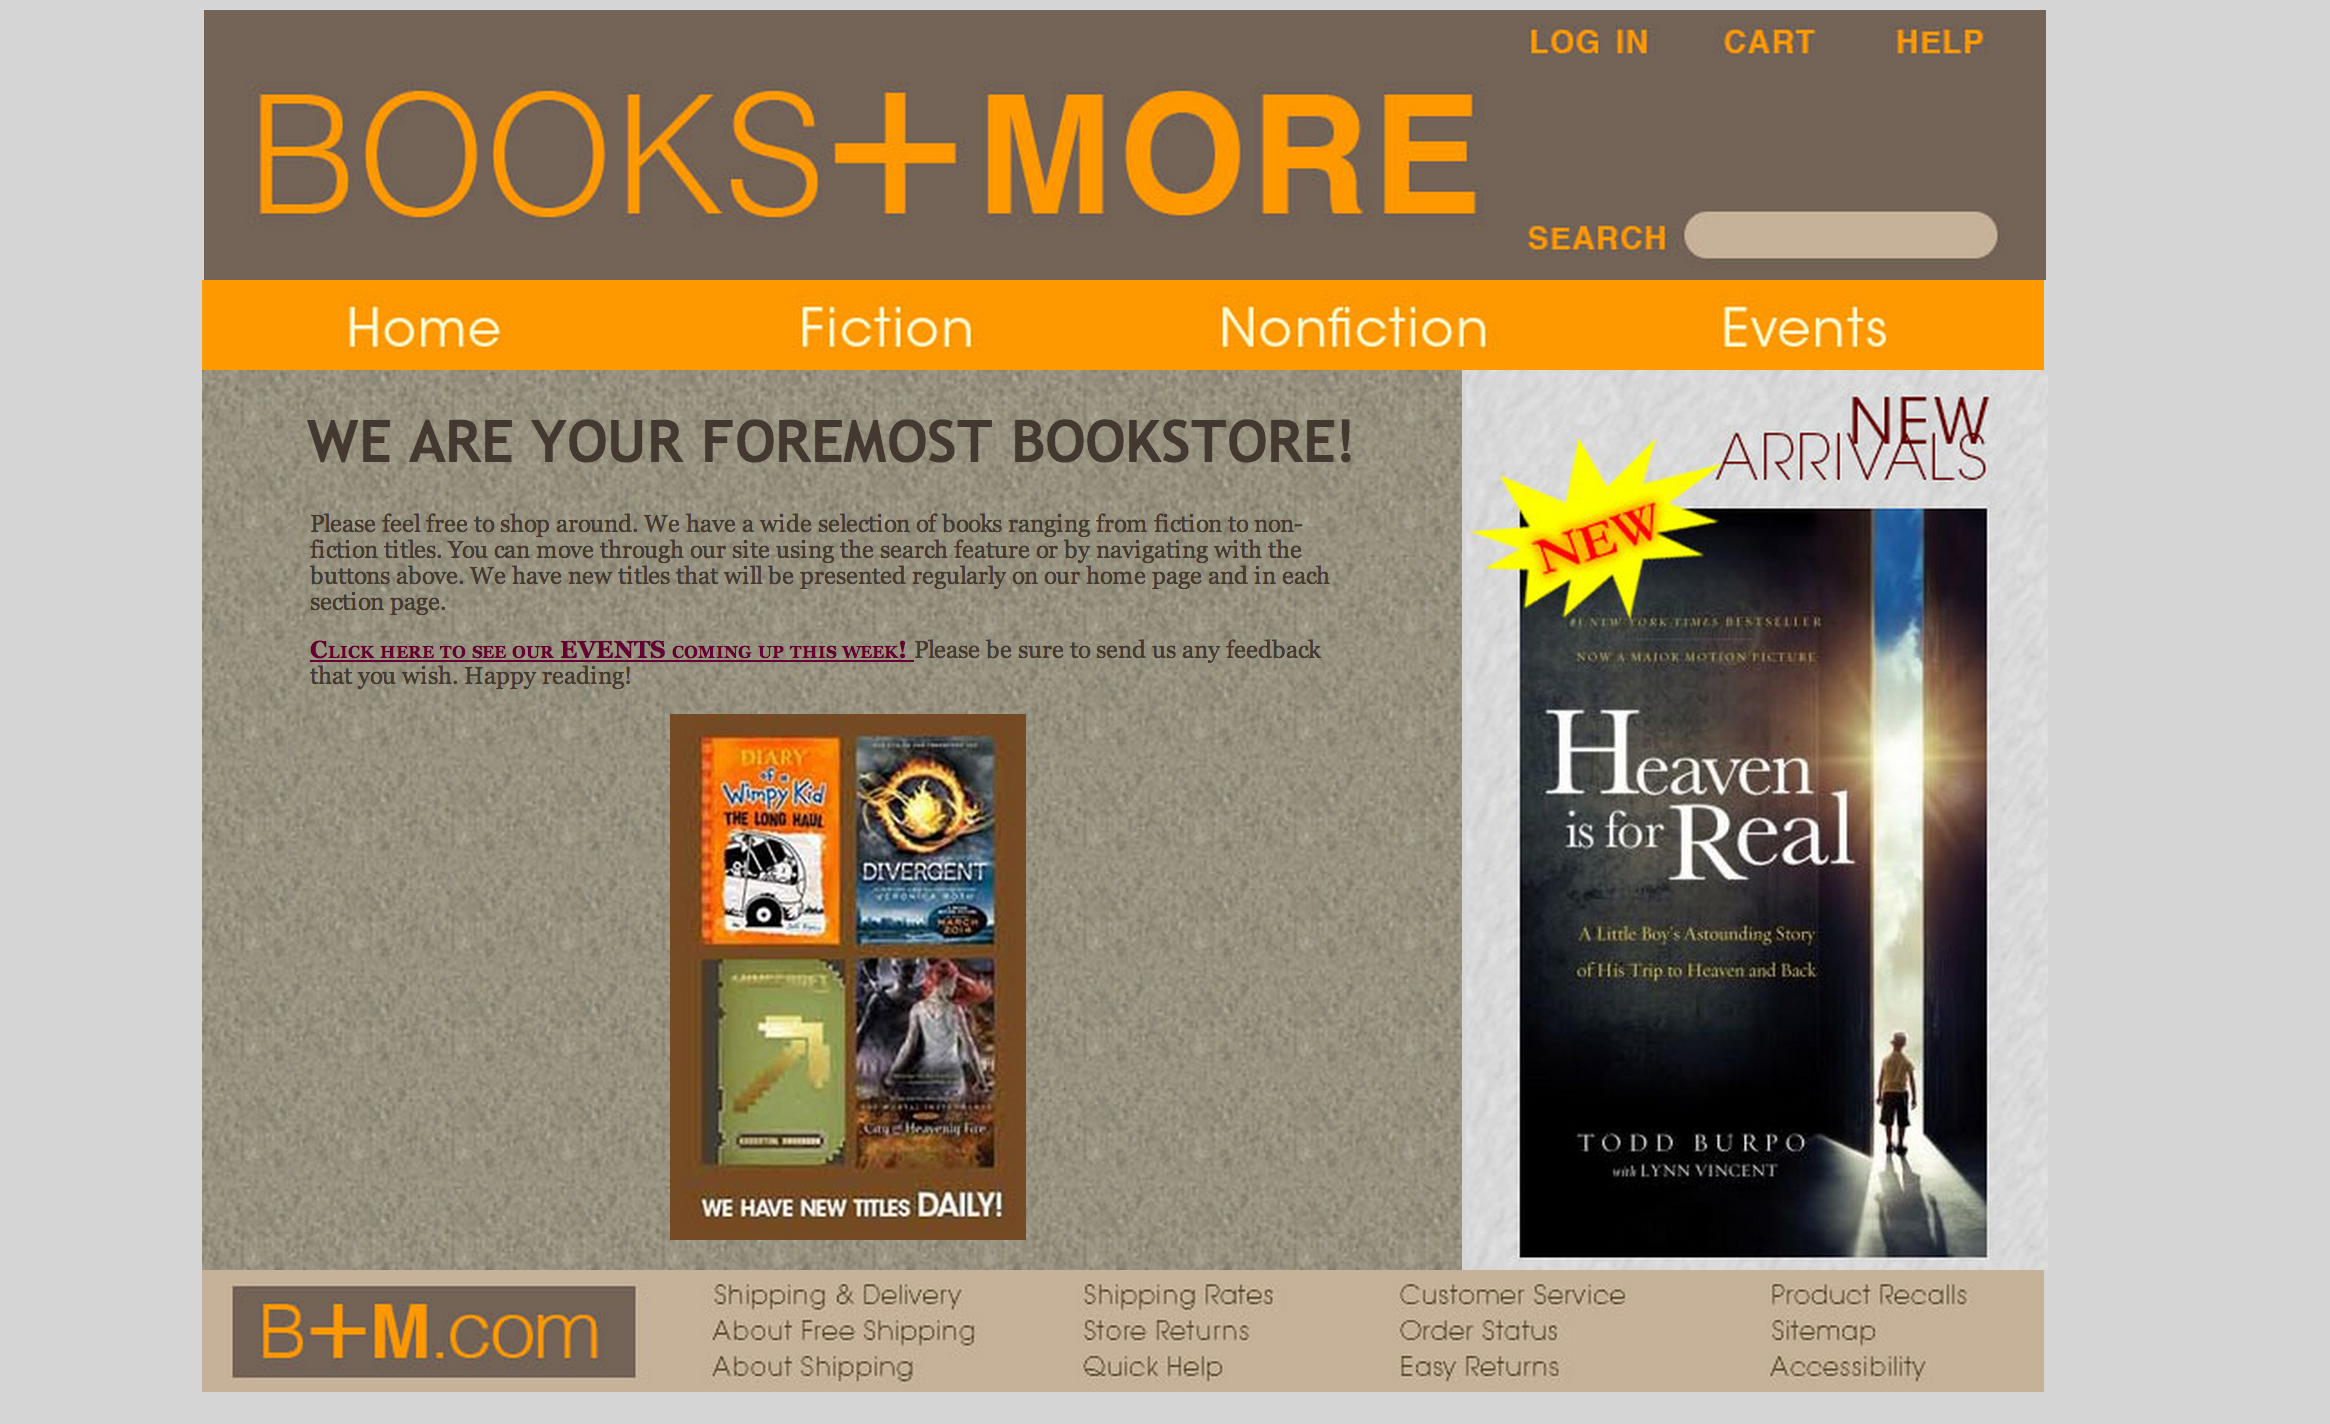 LOG IN CART HELP
BOOKS+MORE
SEARCH
Home Fiction Nonfiction Events
WE ARE YOUR FOREMOST BOOKSTORE!
Please feel free to shop around. We have a wide selection of books ranging from fiction to non-
fiction titles. You can move through our site using the search feature or by navigating with the
buttons above. We have new titles that will be presented regularly on our home page and in each
section page.
CLICK HERE TO SEE OUR EVENTS COMING UP THIS WEEK! Please be sure to send us any feedback
that you wish. Happy reading!
DIARY
of a
Wimpy Kid
THE LONG HAUL
DIVERGENT
VERONICA ROTH
MARCH
2014
MINECRAFT
ESSENTIAL HANDBOOK
THE MORTAL INSTRUMENTS
City of Heavenly Fire
WE HAVE NEW TITLES DAILY!
NEW
ARRIVALS
NEW
#1 NEW YORK TIMES BESTSELLER
NOW A MAJOR MOTION PICTURE
Heaven
is for Real
A Little Boy's Astounding Story
of His Trip to Heaven and Back
TODD BURPO
with LYNN VINCENT
B+M.com
Shipping & Delivery Shipping Rates Customer Service Product Recalls
About Free Shipping Store Returns Order Status Sitemap
About Shipping Quick Help Easy Returns Accessibility